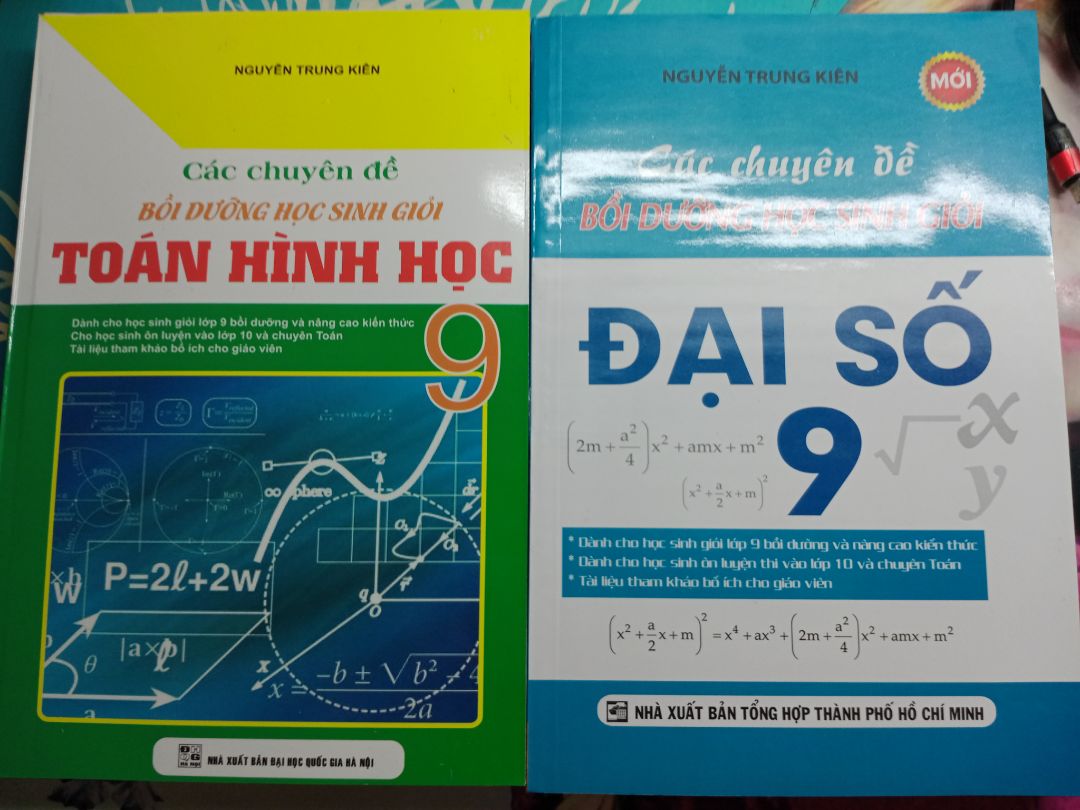 NGUYỄN TRUNG KIÊN
Các chuyên đề
BỒI DƯỠNG HỌC SINH GIỎI
TOÁN HÌNH HỌC
9
Dành cho học sinh giỏi lớp 9 bồi dưỡng và nâng cao kiến thức
Cho học sinh ôn luyện vào lớp 10 và chuyên Toán
Tài liệu tham khảo bổ ích cho giáo viên
∞ sphere
P=2ℓ+2w
|a×b|
θ
a
q
O
x
z
x = -b ± √b² - 4
2a
NHÀ XUẤT BẢN ĐẠI HỌC QUỐC GIA HÀ NỘI
NGUYỄN TRUNG KIÊN
MỚI
Các chuyên đề
BỒI DƯỠNG HỌC SINH GIỎI
ĐẠI SỐ
9
(2m + a²/4)x² + amx + m²
(x² + a/2 x + m)²
√x
y
* Dành cho học sinh giỏi lớp 9 bồi dưỡng và nâng cao kiến thức
* Dành cho học sinh ôn luyện thi vào lớp 10 và chuyên Toán
* Tài liệu tham khảo bổ ích cho giáo viên
(x² + a/2 x + m)² = x⁴ + ax³ + (2m + a²/4)x² + amx + m²
NHÀ XUẤT BẢN TỔNG HỢP THÀNH PHỐ HỒ CHÍ MINH